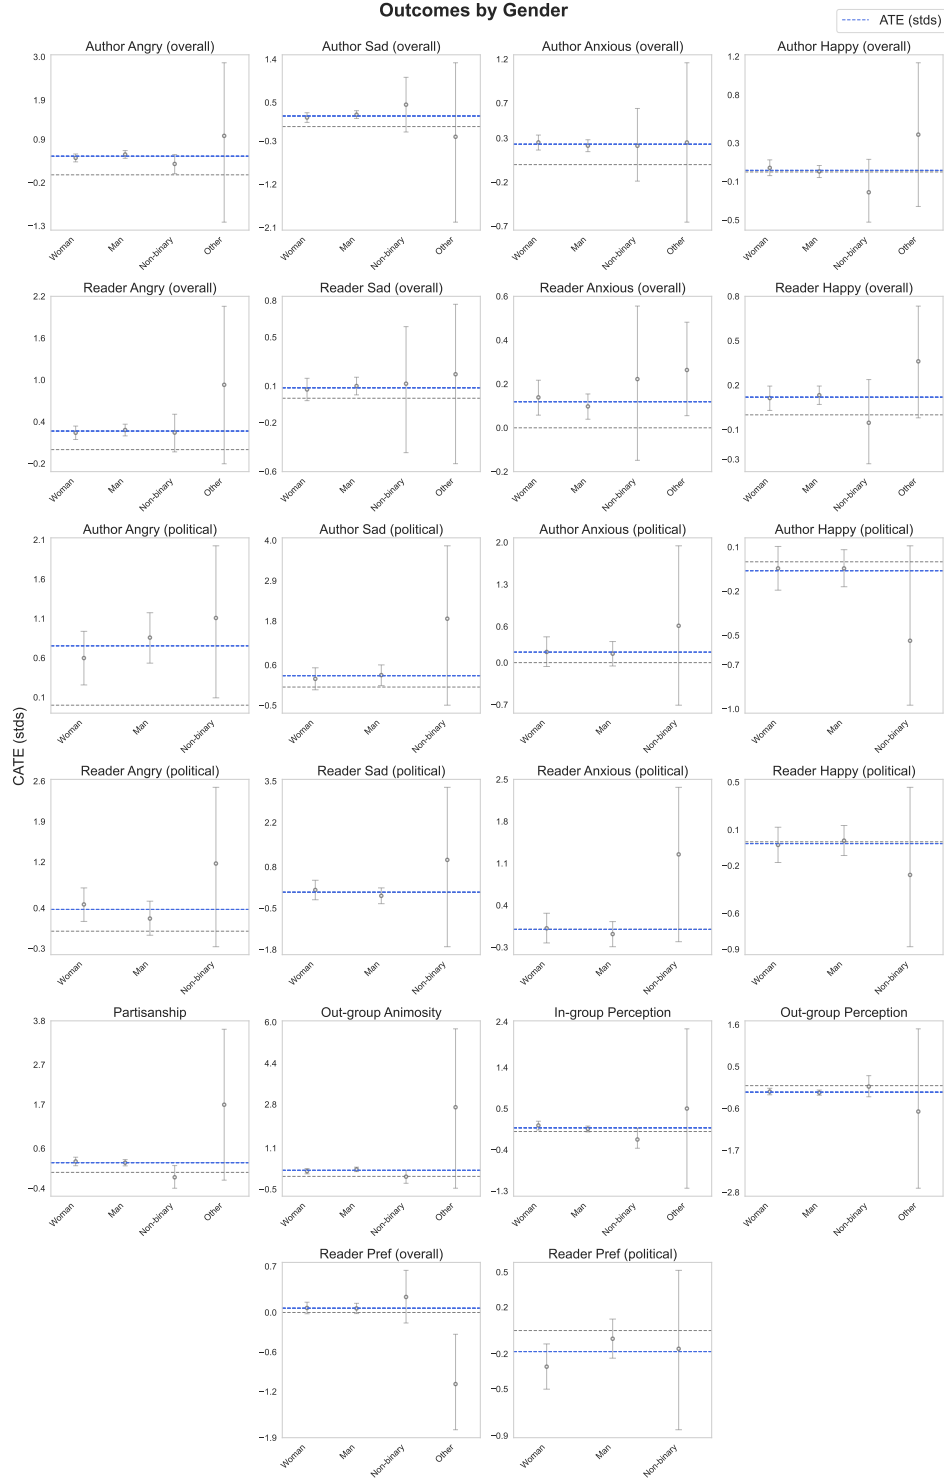 Outcomes by Gender
ATE (stds)
CATE (stds)
Author Angry (overall)
3.0
1.9
0.9
−0.2
−1.3
Woman
Man
Non-binary
Other
Author Sad (overall)
1.4
0.5
−0.3
−1.2
−2.1
Woman
Man
Non-binary
Other
Author Anxious (overall)
1.2
0.7
0.3
−0.2
−0.7
Woman
Man
Non-binary
Other
Author Happy (overall)
1.2
0.8
0.3
−0.1
−0.5
Woman
Man
Non-binary
Other
Reader Angry (overall)
2.2
1.6
1.0
0.4
−0.2
Woman
Man
Non-binary
Other
Reader Sad (overall)
0.8
0.5
0.1
−0.2
−0.6
Woman
Man
Non-binary
Other
Reader Anxious (overall)
0.6
0.4
0.2
0.0
−0.2
Woman
Man
Non-binary
Other
Reader Happy (overall)
0.8
0.5
0.2
−0.1
−0.3
Woman
Man
Non-binary
Other
Author Angry (political)
2.1
1.6
1.1
0.6
0.1
Woman
Man
Non-binary
Author Sad (political)
4.0
2.9
1.8
0.6
−0.5
Woman
Man
Non-binary
Author Anxious (political)
2.0
1.3
0.6
0.0
−0.7
Woman
Man
Non-binary
Author Happy (political)
0.1
−0.2
−0.5
−0.7
−1.0
Woman
Man
Non-binary
Reader Angry (political)
2.6
1.9
1.2
0.4
−0.3
Woman
Man
Non-binary
Reader Sad (political)
3.5
2.2
0.8
−0.5
−1.8
Woman
Man
Non-binary
Reader Anxious (political)
2.5
1.8
1.1
0.4
−0.3
Woman
Man
Non-binary
Reader Happy (political)
0.5
0.1
−0.2
−0.6
−0.9
Woman
Man
Non-binary
Partisanship
3.8
2.7
1.7
0.6
−0.4
Woman
Man
Non-binary
Other
Out-group Animosity
6.0
4.4
2.8
1.1
−0.5
Woman
Man
Non-binary
Other
In-group Perception
2.4
1.4
0.5
−0.4
−1.3
Woman
Man
Non-binary
Other
Out-group Perception
1.6
0.5
−0.6
−1.7
−2.8
Woman
Man
Non-binary
Other
Reader Pref (overall)
0.7
0.0
−0.6
−1.2
−1.9
Woman
Man
Non-binary
Other
Reader Pref (political)
0.5
0.2
−0.2
−0.5
−0.9
Woman
Man
Non-binary